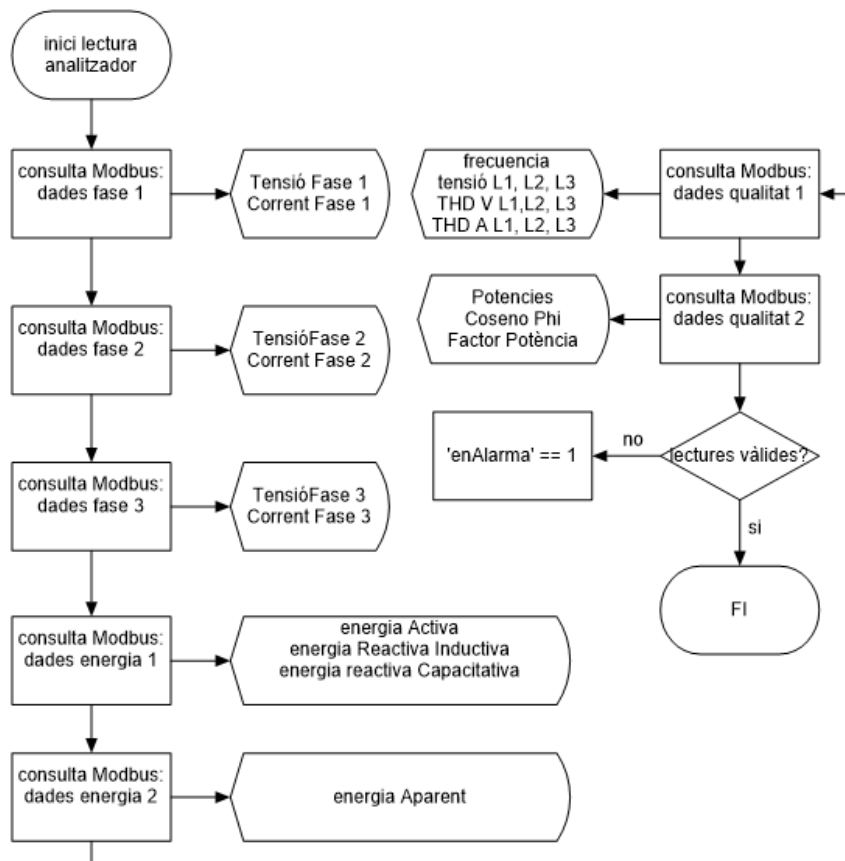 inici lectura
analitzador
consulta Modbus:
dades fase 1
Tensió Fase 1
Corrent Fase 1
consulta Modbus:
dades fase 2
TensióFase 2
Corrent Fase 2
consulta Modbus:
dades fase 3
TensióFase 3
Corrent Fase 3
consulta Modbus:
dades energia 1
energia Activa
energia Reactiva Inductiva
energia reactiva Capacitativa
consulta Modbus:
dades energia 2
energia Aparent
consulta Modbus:
dades qualitat 1
frecuencia
tensió L1, L2, L3
THD V L1,L2, L3
THD A L1, L2, L3
consulta Modbus:
dades qualitat 2
Potencies
Coseno Phi
Factor Potència
lectures vàlides?
no
'enAlarma' == 1
si
FI